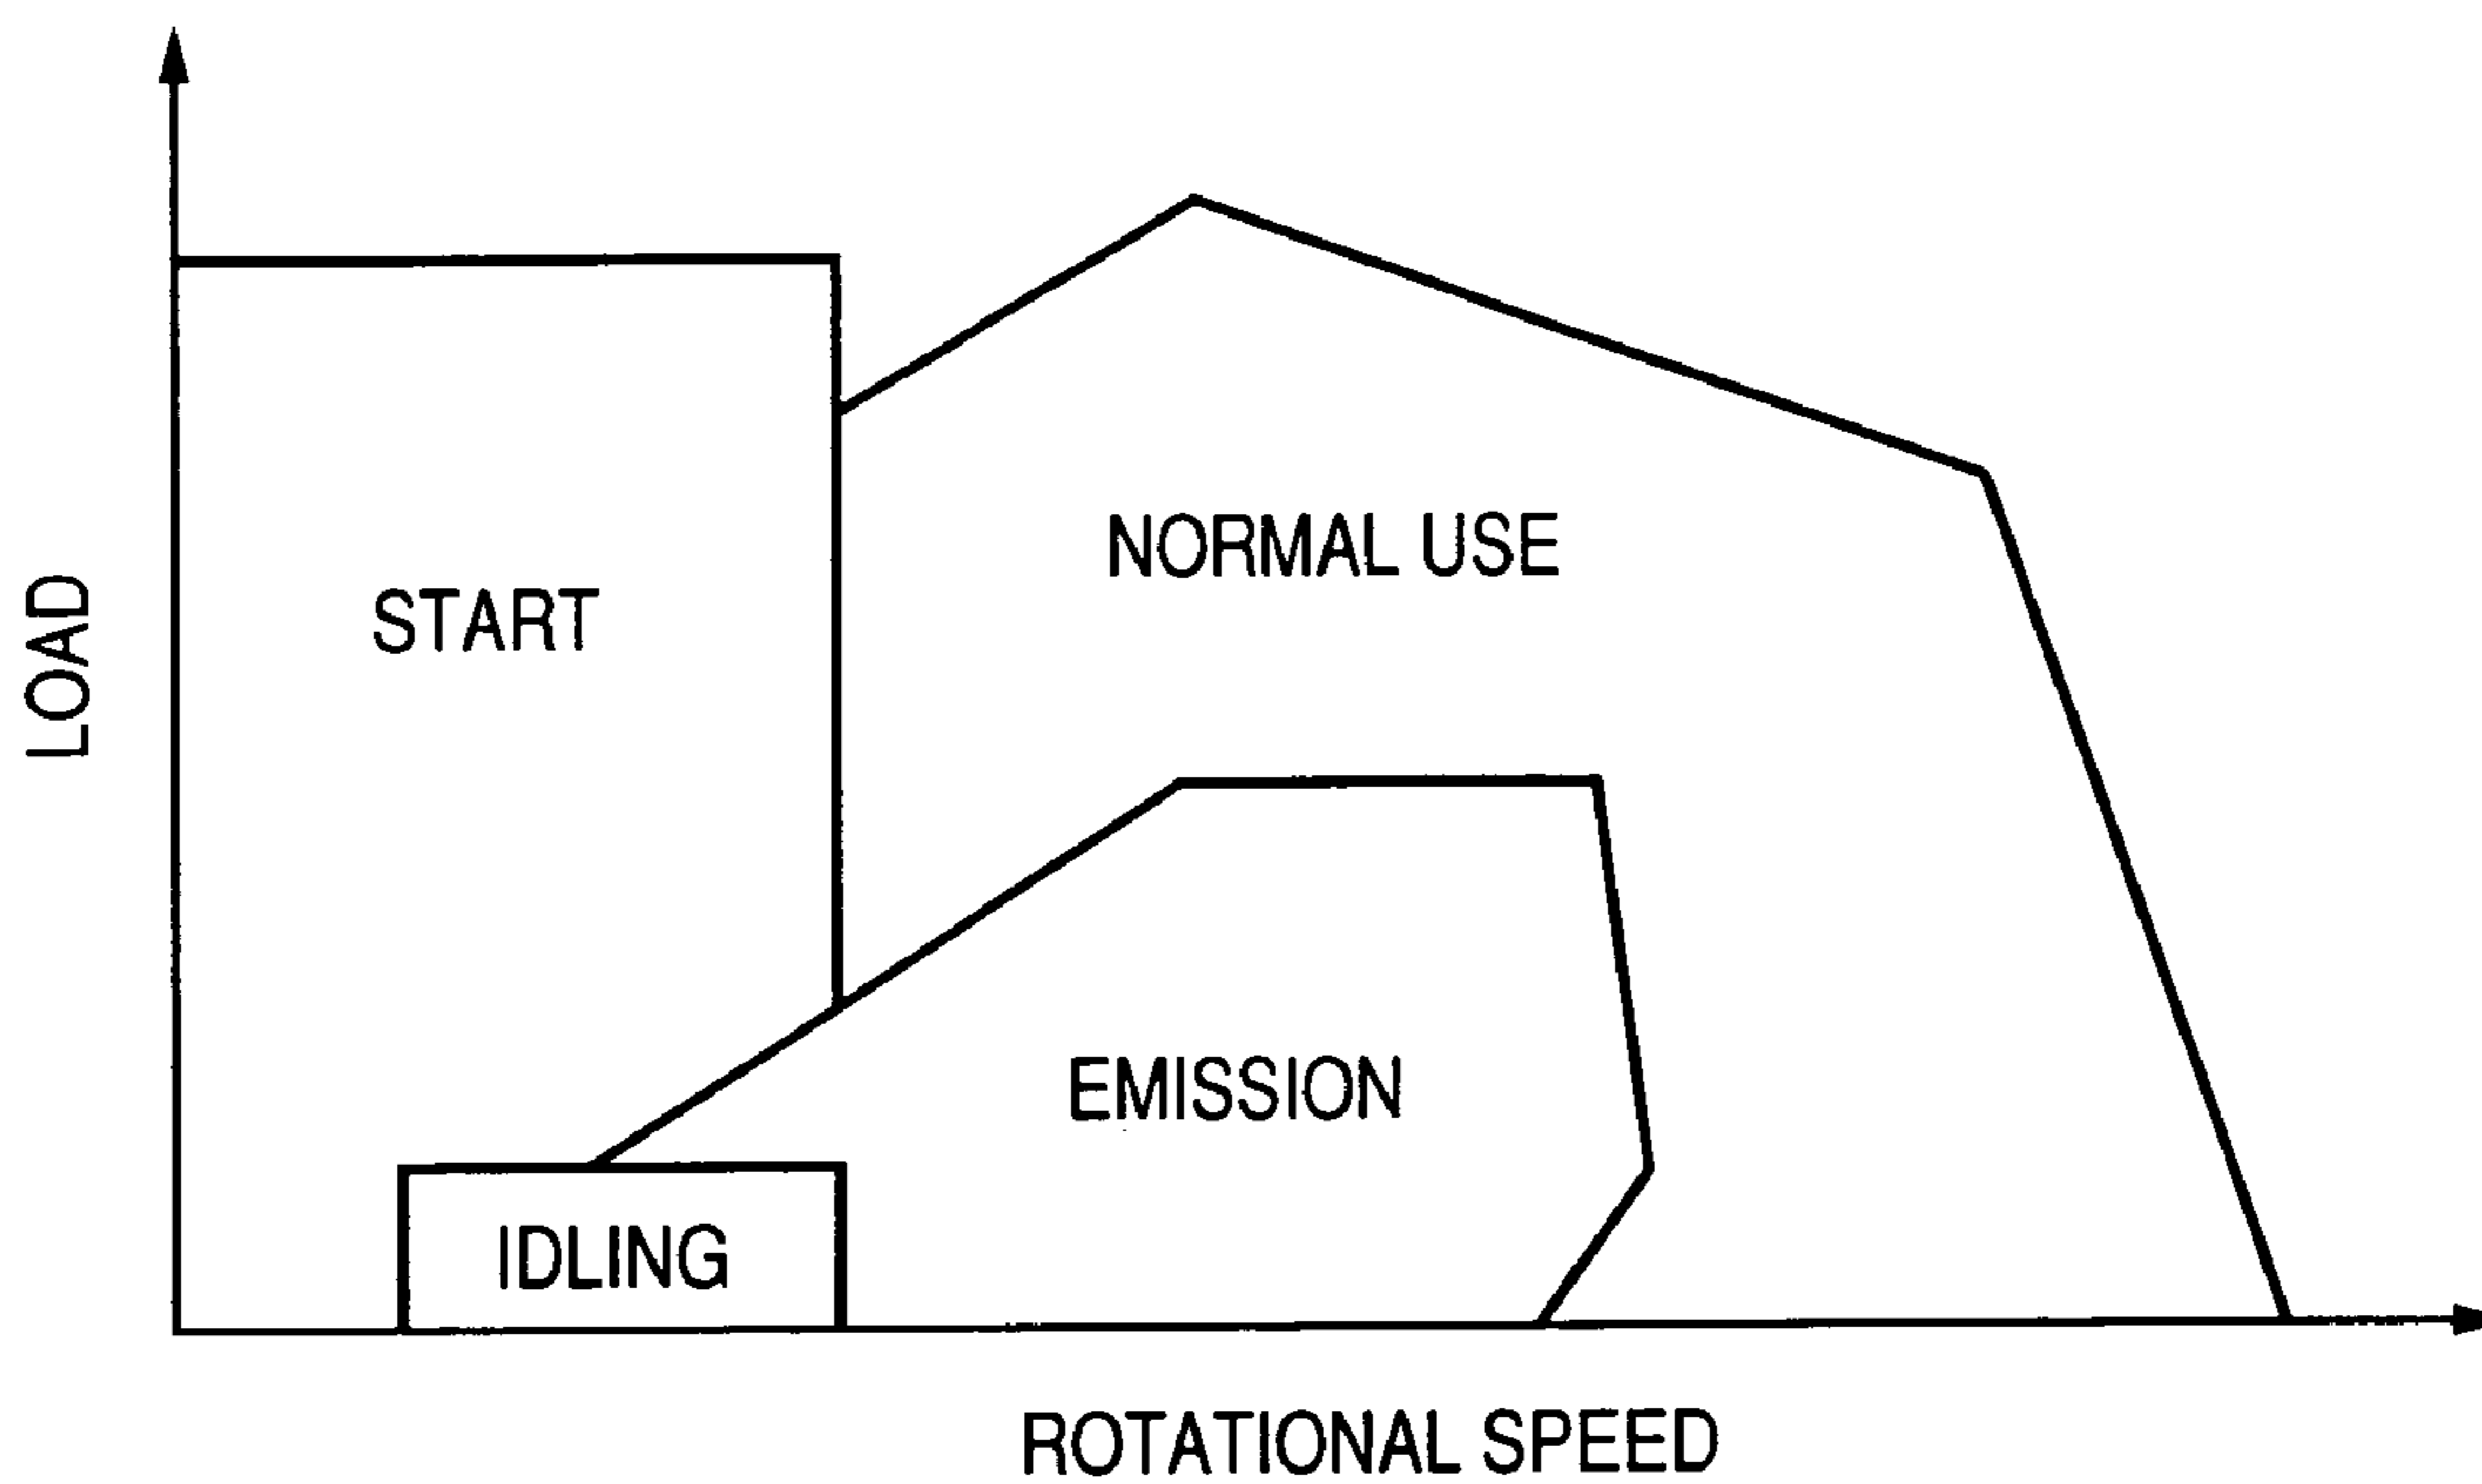 LOAD
START
NORMAL USE
EMISSION
IDLING
ROTATIONAL SPEED